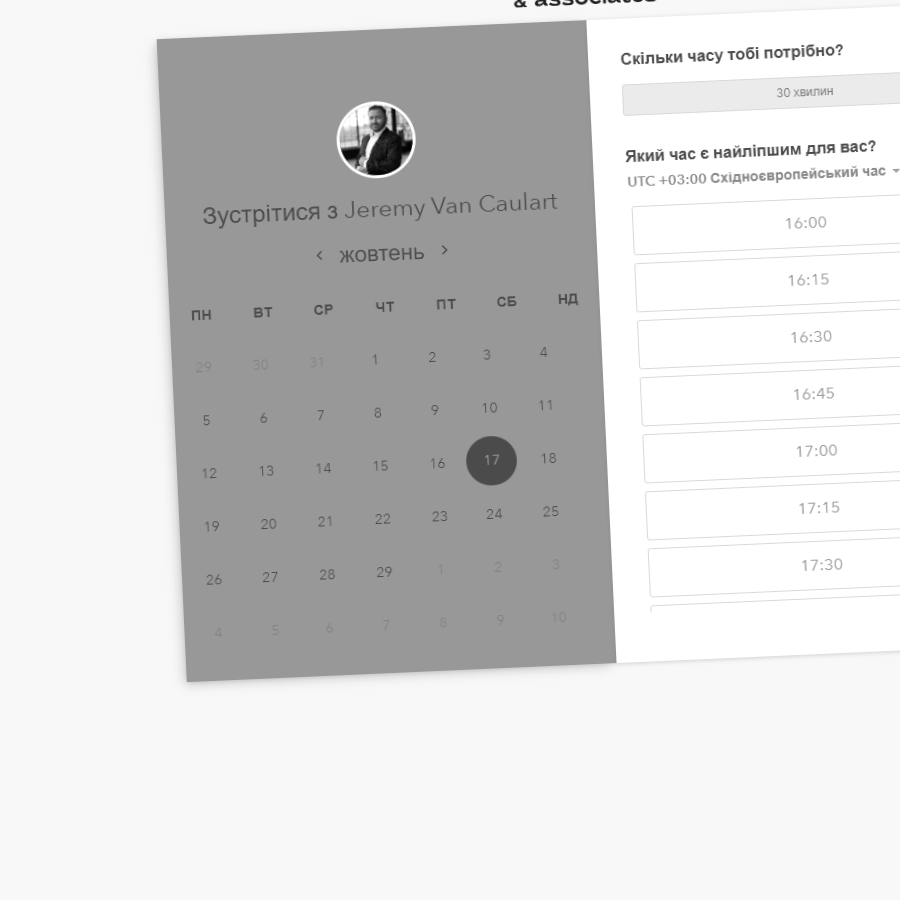 & associates
Зустрітися з Jeremy Van Caulart
жовтень
ПН ВТ СР ЧТ ПТ СБ НД
29 30 31 1 2 3 4
5 6 7 8 9 10 11
12 13 14 15 16 17 18
19 20 21 22 23 24 25
26 27 28 29 1 2 3
4 5 6 7 8 9 10
Скільки часу тобі потрібно?
30 хвилин
Який час є найліпшим для вас?
UTC +03:00 Східноєвропейський час
16:00
16:15
16:30
16:45
17:00
17:15
17:30